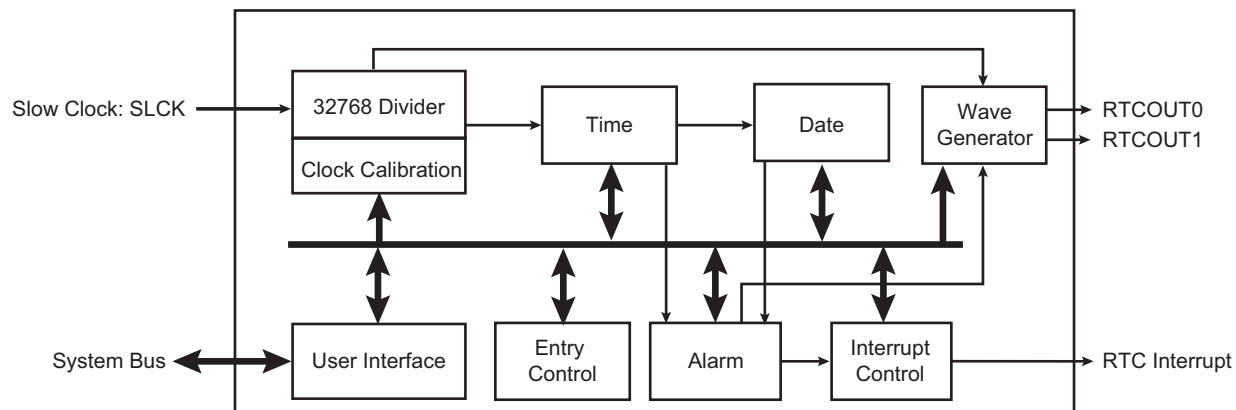 Slow Clock: SLCK
32768 Divider
Clock Calibration
Time
Date
Wave
Generator
RTCOUT0
RTCOUT1
System Bus
User Interface
Entry
Control
Alarm
Interrupt
Control
RTC Interrupt